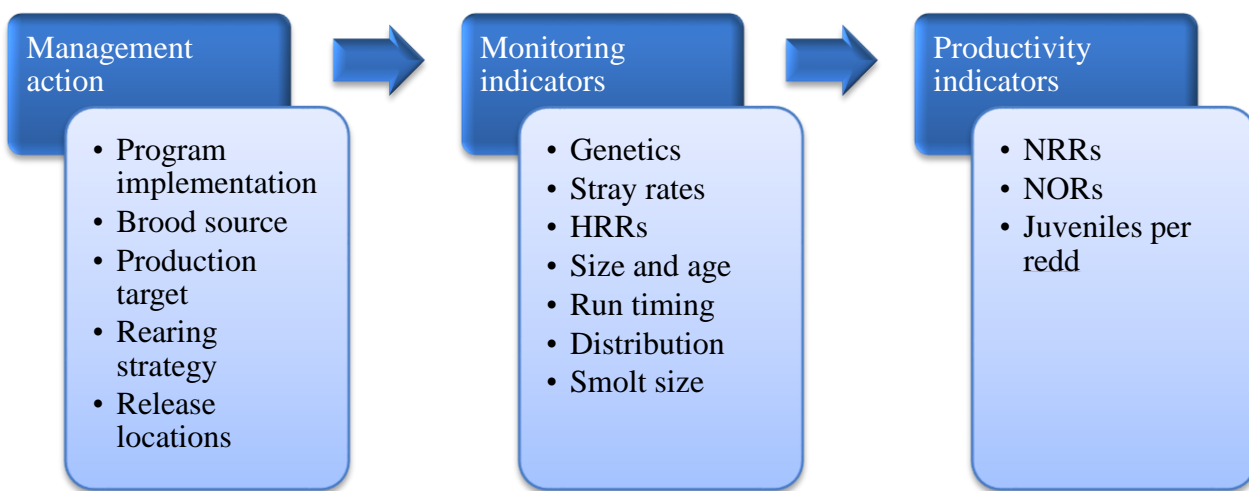 Management
action
• Program
implementation
• Brood source
• Production
target
• Rearing
strategy
• Release
locations
Monitoring
indicators
• Genetics
• Stray rates
• HRRs
• Size and age
• Run timing
• Distribution
• Smolt size
Productivity
indicators
• NRRs
• NORs
• Juveniles per
redd